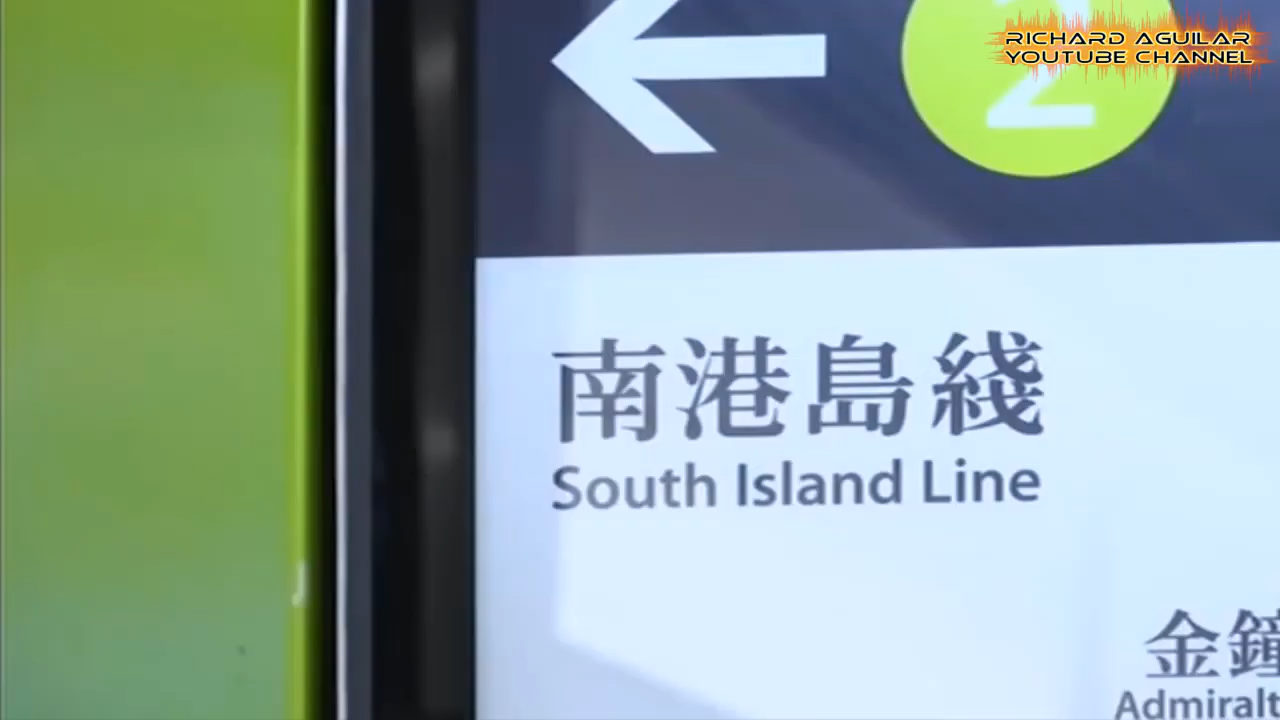 RICHARD AGUILAR
YOUTUBE CHANNEL
2
南港島綫
South Island Line
金鐘
Admiralt